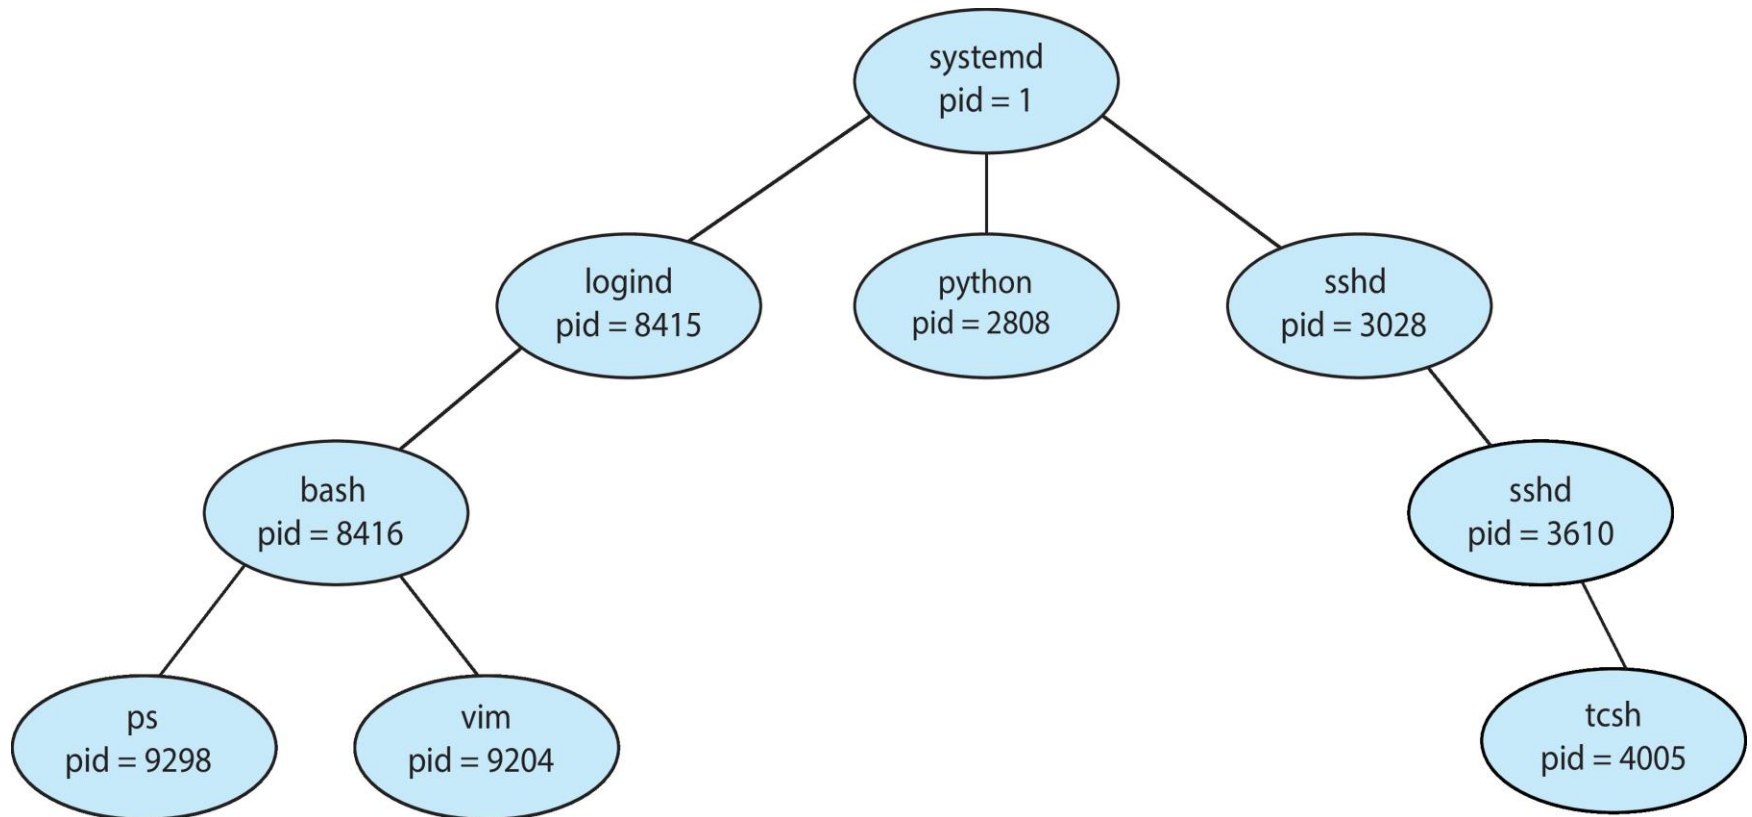 systemd
pid = 1
logind
pid = 8415
python
pid = 2808
sshd
pid = 3028
bash
pid = 8416
sshd
pid = 3610
ps
pid = 9298
vim
pid = 9204
tcsh
pid = 4005